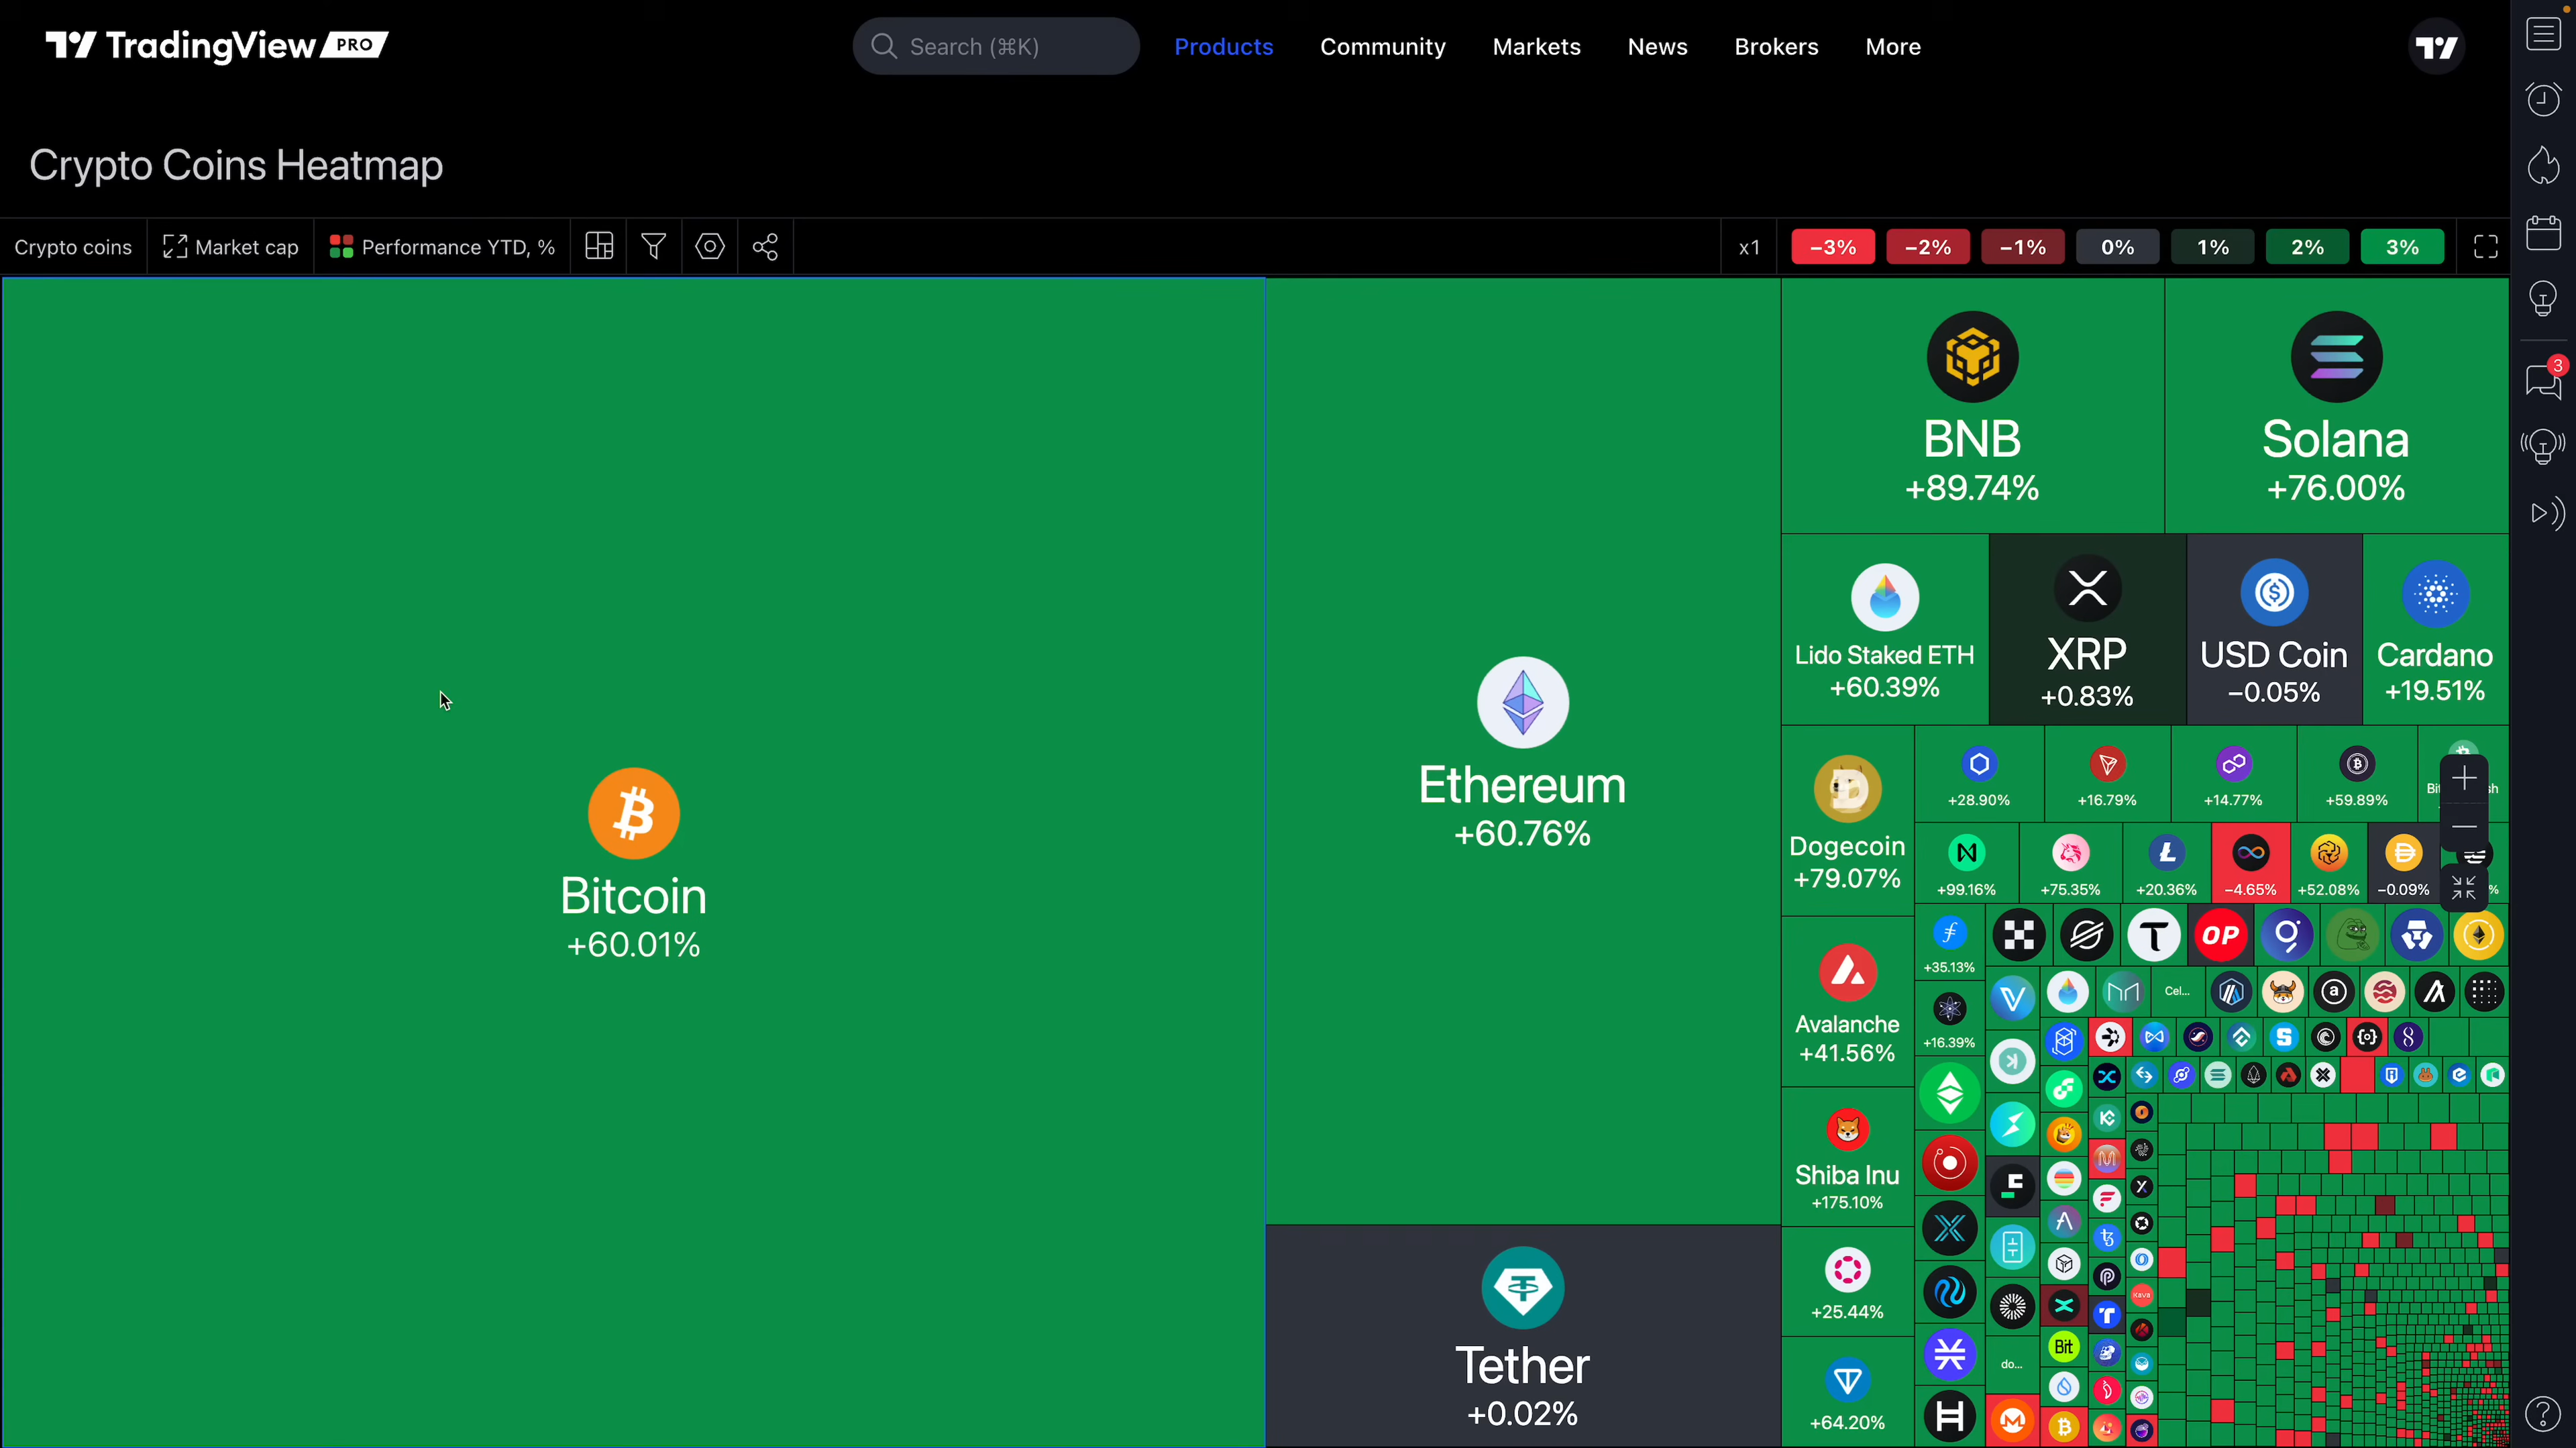 TradingView PRO
Search (⌘K)
Products
Community
Markets
News
Brokers
More
Crypto Coins Heatmap
Crypto coins
Market cap
Performance YTD, %
x1
−3%
−2%
−1%
0%
1%
2%
3%
3
Bitcoin
+60.01%
Ethereum
+60.76%
Tether
+0.02%
BNB
+89.74%
Solana
+76.00%
Lido Staked ETH
+60.39%
XRP
+0.83%
USD Coin
−0.05%
Cardano
+19.51%
Dogecoin
+79.07%
+28.90%
+16.79%
+14.77%
+59.89%
+99.16%
+75.35%
+20.36%
−4.65%
+52.08%
−0.09%
Avalanche
+41.56%
Shiba Inu
+175.10%
+25.44%
+64.20%
+35.13%
+16.39%
OP
Cel...
do...
Bit